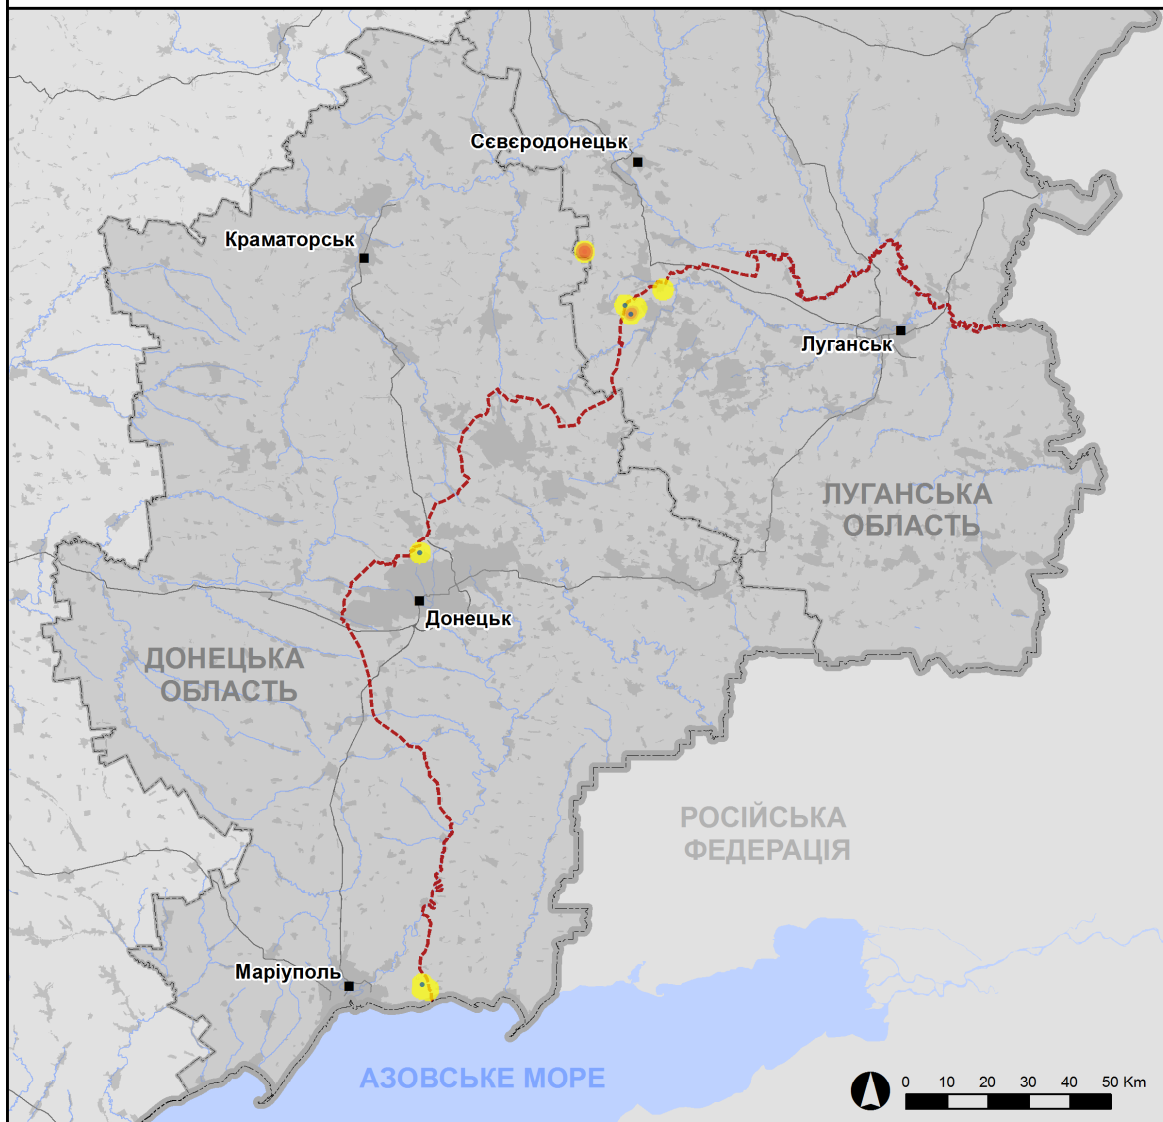 Сєвєродонецьк
Краматорськ
Луганськ
ЛУГАНСЬКА
ОБЛАСТЬ
Донецьк
ДОНЕЦЬКА
ОБЛАСТЬ
РОСІЙСЬКА
ФЕДЕРАЦІЯ
Маріуполь
АЗОВСЬКЕ МОРЕ
0 10 20 30 40 50 Km